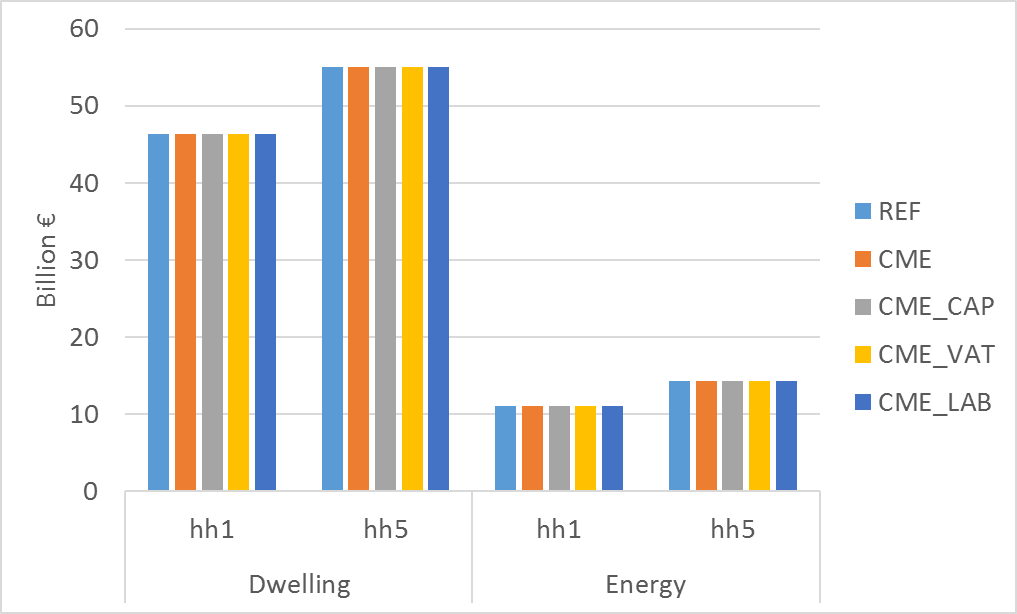 60
50
40
30
20
10
0
Billion €
hh1
hh5
hh1
hh5
Dwelling
Energy
REF
CME
CME_CAP
CME_VAT
CME_LAB